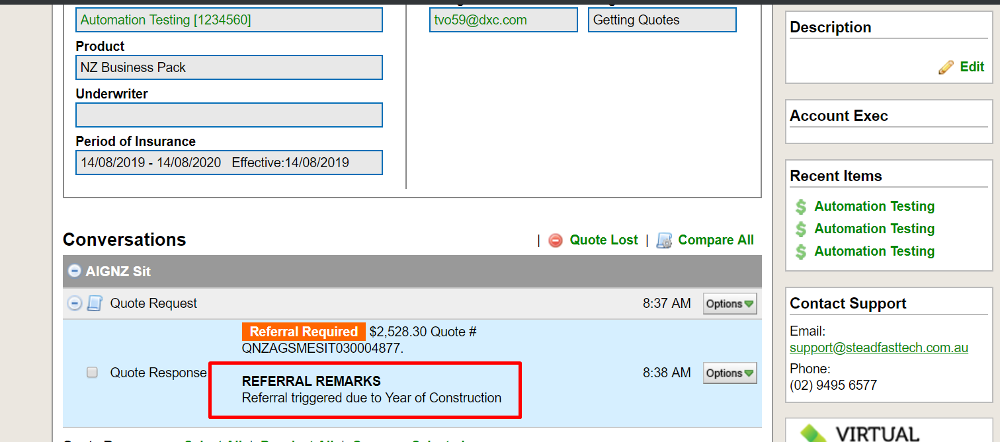 Automation Testing [1234560]
tvo59@dxc.com
Getting Quotes
Product
NZ Business Pack
Underwriter
Period of Insurance
14/08/2019 - 14/08/2020 Effective:14/08/2019
Conversations
| Quote Lost | Compare All
AIGNZ Sit
Quote Request 8:37 AM Options
Referral Required $2,528.30 Quote #
QNZAGSMESIT030004877.
Quote Response 8:38 AM Options
REFERRAL REMARKS
Referral triggered due to Year of Construction
Description
Edit
Account Exec
Recent Items
Automation Testing
Automation Testing
Automation Testing
Contact Support
Email:
support@steadfasttech.com.au
Phone:
(02) 9495 6577
VIRTUAL